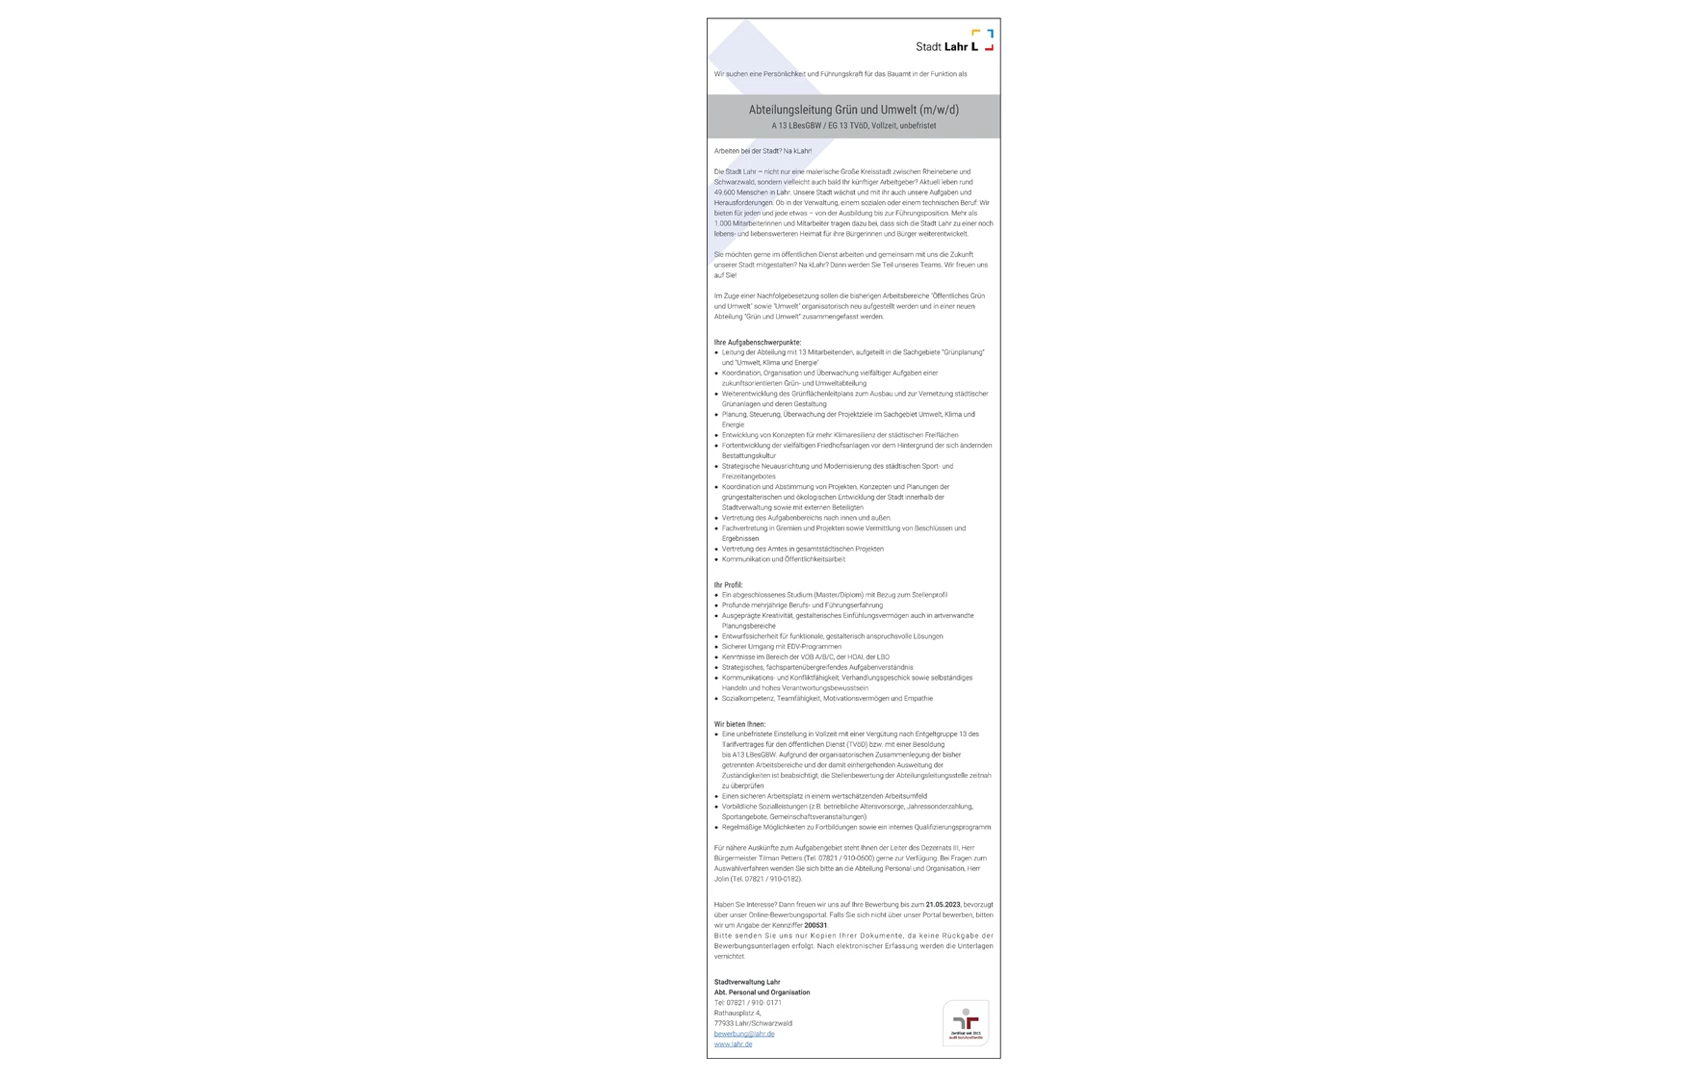 Stadt Lahr L
Wir suchen eine Persönlichkeit und Führungskraft für das Bauamt in der Funktion als
Abteilungsleitung Grün und Umwelt (m/w/d)
A 13 LBesGBW / EG 13 TVöD, Vollzeit, unbefristet
Arbeiten bei der Stadt? Na kLahr!
Die Stadt Lahr – nicht nur eine malerische Große Kreisstadt zwischen Rheinebene und
Schwarzwald, sondern vielleicht auch bald Ihr künftiger Arbeitgeber? Aktuell leben rund
49.600 Menschen in Lahr. Unsere Stadt wächst und mit ihr auch unsere Aufgaben und
Herausforderungen. Ob in der Verwaltung, einem sozialen oder einem technischen Beruf: Wir
bieten für jeden und jede etwas – von der Ausbildung bis zur Führungsposition. Mehr als
1.000 Mitarbeiterinnen und Mitarbeiter tragen dazu bei, dass sich die Stadt Lahr zu einer noch
lebens- und liebenswerteren Heimat für ihre Bürgerinnen und Bürger weiterentwickelt.
Sie möchten gerne im öffentlichen Dienst arbeiten und gemeinsam mit uns die Zukunft
unserer Stadt mitgestalten? Na kLahr? Dann werden Sie Teil unseres Teams. Wir freuen uns
auf Sie!
Im Zuge einer Nachfolgebesetzung sollen die bisherigen Arbeitsbereiche "Öffentliches Grün
und Umwelt" sowie "Umwelt" organisatorisch neu aufgestellt werden und in einer neuen
Abteilung "Grün und Umwelt" zusammengefasst werden.
Ihre Aufgabenschwerpunkte:
• Leitung der Abteilung mit 13 Mitarbeitenden, aufgeteilt in die Sachgebiete "Grünplanung"
und "Umwelt, Klima und Energie"
• Koordination, Organisation und Überwachung vielfältiger Aufgaben einer
zukunftsorientierten Grün- und Umweltabteilung
• Weiterentwicklung des Grünflächenleitplans zum Ausbau und zur Vernetzung städtischer
Grünanlagen und deren Gestaltung
• Planung, Steuerung, Überwachung der Projektziele im Sachgebiet Umwelt, Klima und
Energie
• Entwicklung von Konzepten für mehr Klimaresilienz der städtischen Freiflächen
• Fortentwicklung der vielfältigen Friedhofsanlagen vor dem Hintergrund der sich ändernden
Bestattungskultur
• Strategische Neuausrichtung und Modernisierung des städtischen Sport- und
Freizeitangebotes
• Koordination und Abstimmung von Projekten, Konzepten und Planungen der
grüngestalterischen und ökologischen Entwicklung der Stadt innerhalb der
Stadtverwaltung sowie mit externen Beteiligten
• Vertretung des Aufgabenbereichs nach innen und außen
• Fachvertretung in Gremien und Projekten sowie Vermittlung von Beschlüssen und
Ergebnissen
• Vertretung des Amtes in gesamtstädtischen Projekten
• Kommunikation und Öffentlichkeitsarbeit
Ihr Profil:
• Ein abgeschlossenes Studium (Master/Diplom) mit Bezug zum Stellenprofil
• Profunde mehrjährige Berufs- und Führungserfahrung
• Ausgeprägte Kreativität, gestalterisches Einfühlungsvermögen auch in artverwandte
Planungsbereiche
• Entwurfssicherheit für funktionale, gestalterisch anspruchsvolle Lösungen
• Sicherer Umgang mit EDV-Programmen
• Kenntnisse im Bereich der VOB A/B/C, der HOAI, der LBO
• Strategisches, fachspartenübergreifendes Aufgabenverständnis
• Kommunikations- und Konfliktfähigkeit, Verhandlungsgeschick sowie selbständiges
Handeln und hohes Verantwortungsbewusstsein
• Sozialkompetenz, Teamfähigkeit, Motivationsvermögen und Empathie
Wir bieten Ihnen:
• Eine unbefristete Einstellung in Vollzeit mit einer Vergütung nach Entgeltgruppe 13 des
Tarifvertrages für den öffentlichen Dienst (TVöD) bzw. mit einer Besoldung
bis A13 LBesGBW. Aufgrund der organisatorischen Zusammenlegung der bisher
getrennten Arbeitsbereiche und der damit einhergehenden Ausweitung der
Zuständigkeiten ist beabsichtigt, die Stellenbewertung der Abteilungsleitungsstelle zeitnah
zu überprüfen
• Einen sicheren Arbeitsplatz in einem wertschätzenden Arbeitsumfeld
• Vorbildliche Sozialleistungen (z.B. betriebliche Altersvorsorge, Jahressonderzahlung,
Sportangebote, Gemeinschaftsveranstaltungen)
• Regelmäßige Möglichkeiten zu Fortbildungen sowie ein internes Qualifizierungsprogramm
Für nähere Auskünfte zum Aufgabengebiet steht Ihnen der Leiter des Dezernats III, Herr
Bürgermeister Tilman Petters (Tel. 07821 / 910-0600) gerne zur Verfügung. Bei Fragen zum
Auswahlverfahren wenden Sie sich bitte an die Abteilung Personal und Organisation, Herr
Jolin (Tel. 07821 / 910-0182).
Haben Sie Interesse? Dann freuen wir uns auf Ihre Bewerbung bis zum 21.05.2023, bevorzugt
über unser Online-Bewerbungsportal. Falls Sie sich nicht über unser Portal bewerben, bitten
wir um Angabe der Kennziffer 200531.
Bitte senden Sie uns nur Kopien Ihrer Dokumente, da keine Rückgabe der
Bewerbungsunterlagen erfolgt. Nach elektronischer Erfassung werden die Unterlagen
vernichtet.
Stadtverwaltung Lahr
Abt. Personal und Organisation
Tel: 07821 / 910- 0171
Rathausplatz 4,
77933 Lahr/Schwarzwald
bewerbung@lahr.de
www.lahr.de
Zertifikat seit 2011
audit berufundfamilie